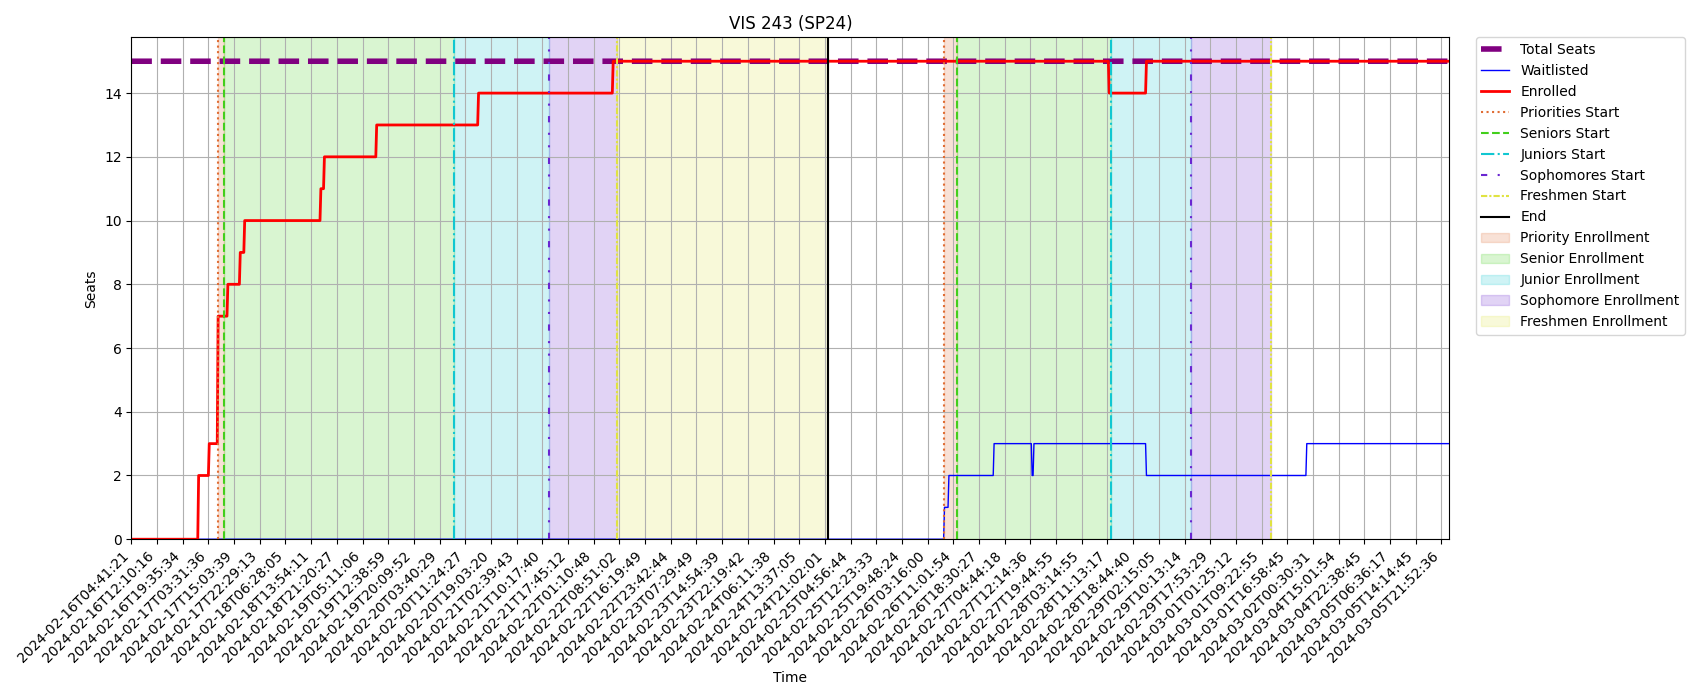 VIS 243 (SP24)
Seats
14
12
10
8
6
4
2
0
2024-02-16T04:41:21
2024-02-16T12:10:16
2024-02-16T19:35:34
2024-02-17T03:31:36
2024-02-17T15:03:39
2024-02-17T22:29:13
2024-02-18T06:28:05
2024-02-18T13:54:11
2024-02-18T21:20:27
2024-02-19T05:11:06
2024-02-19T12:38:59
2024-02-19T20:09:52
2024-02-20T03:40:29
2024-02-20T11:24:27
2024-02-20T19:03:20
2024-02-21T02:39:43
2024-02-21T10:17:40
2024-02-21T17:45:12
2024-02-22T01:10:48
2024-02-22T08:51:02
2024-02-22T16:19:49
2024-02-22T23:42:44
2024-02-23T07:29:49
2024-02-23T14:54:39
2024-02-23T22:19:42
2024-02-24T06:11:38
2024-02-24T13:37:05
2024-02-24T21:02:01
2024-02-25T04:56:44
2024-02-25T12:23:33
2024-02-25T19:48:24
2024-02-26T03:16:00
2024-02-26T11:01:54
2024-02-26T18:30:27
2024-02-27T04:44:18
2024-02-27T12:14:36
2024-02-27T19:44:55
2024-02-28T03:14:55
2024-02-28T11:13:17
2024-02-28T18:44:40
2024-02-29T02:15:05
2024-02-29T10:13:14
2024-02-29T17:53:29
2024-03-01T01:25:12
2024-03-01T09:22:55
2024-03-01T16:58:45
2024-03-02T00:30:31
2024-03-04T15:01:54
2024-03-04T22:38:45
2024-03-05T06:36:17
2024-03-05T14:14:45
2024-03-05T21:52:36
Time
Total Seats
Waitlisted
Enrolled
Priorities Start
Seniors Start
Juniors Start
Sophomores Start
Freshmen Start
End
Priority Enrollment
Senior Enrollment
Junior Enrollment
Sophomore Enrollment
Freshmen Enrollment